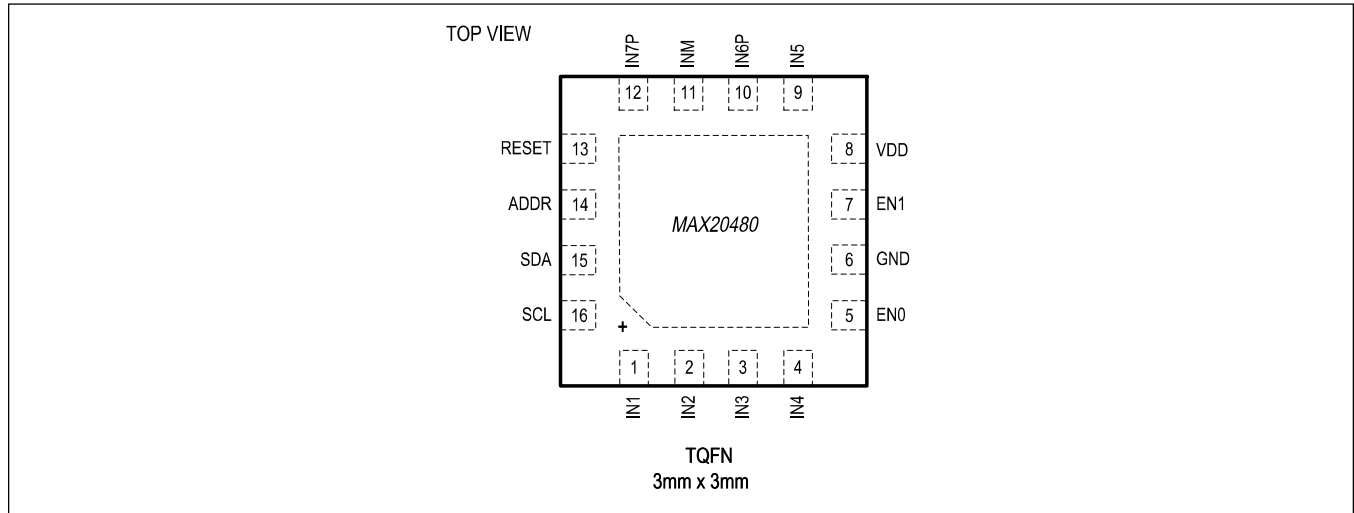 TOP VIEW
IN7P INM IN6P IN5
12 11 10 9
RESET 13 8 VDD
ADDR 14 7 EN1
MAX20480
SDA 15 6 GND
SCL 16 5 EN0
+
1 2 3 4
IN1 IN2 IN3 IN4
TQFN
3mm x 3mm